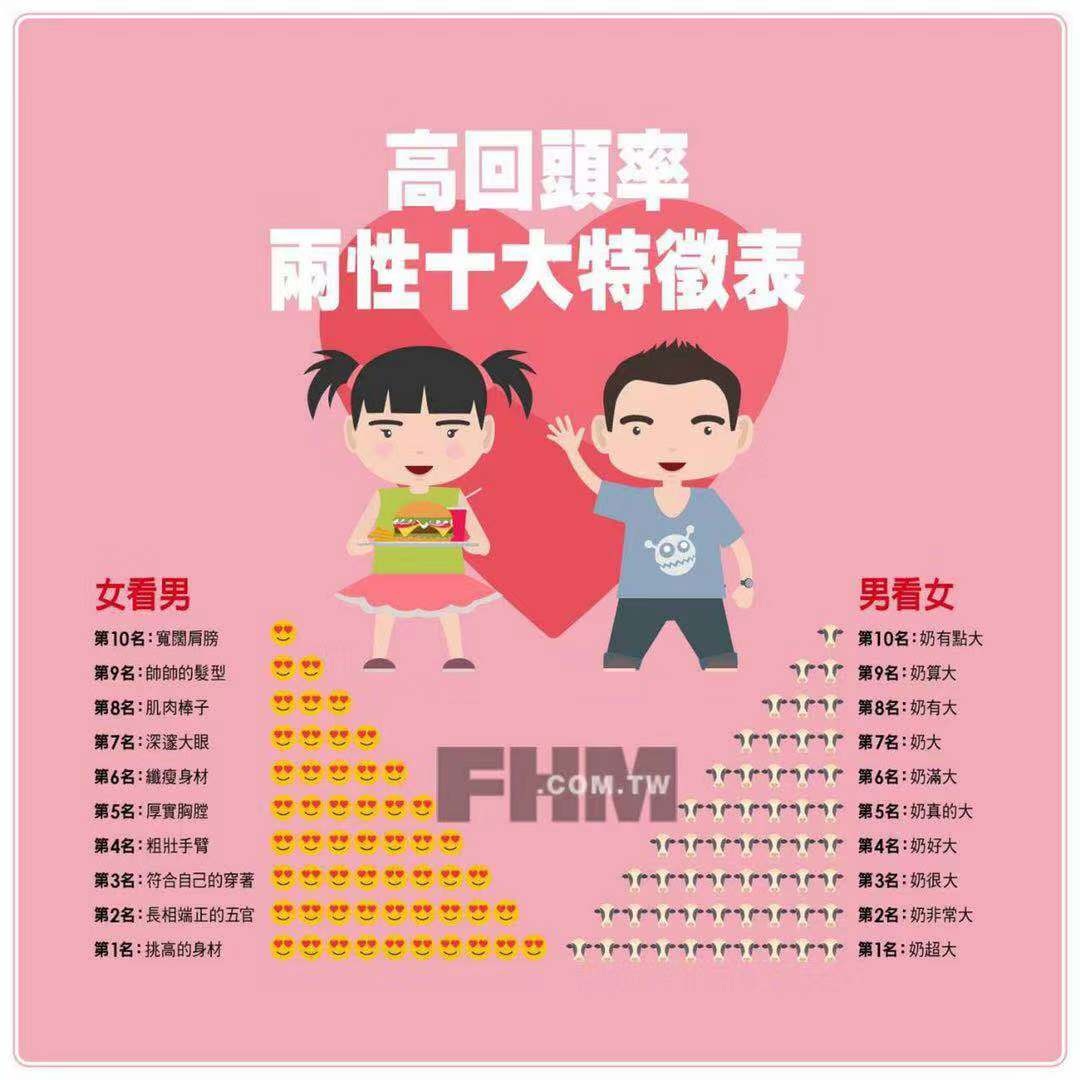 高回頭率
兩性十大特徵表
女看男
第10名：寬闊肩膀
第9名：帥帥的髮型
第8名：肌肉棒子
第7名：深邃大眼
第6名：纖瘦身材
第5名：厚實胸膛
第4名：粗壯手臂
第3名：符合自己的穿著
第2名：長相端正的五官
第1名：挑高的身材
FHM
.COM.TW
男看女
第10名：奶有點大
第9名：奶算大
第8名：奶有大
第7名：奶大
第6名：奶滿大
第5名：奶真的大
第4名：奶好大
第3名：奶很大
第2名：奶非常大
第1名：奶超大